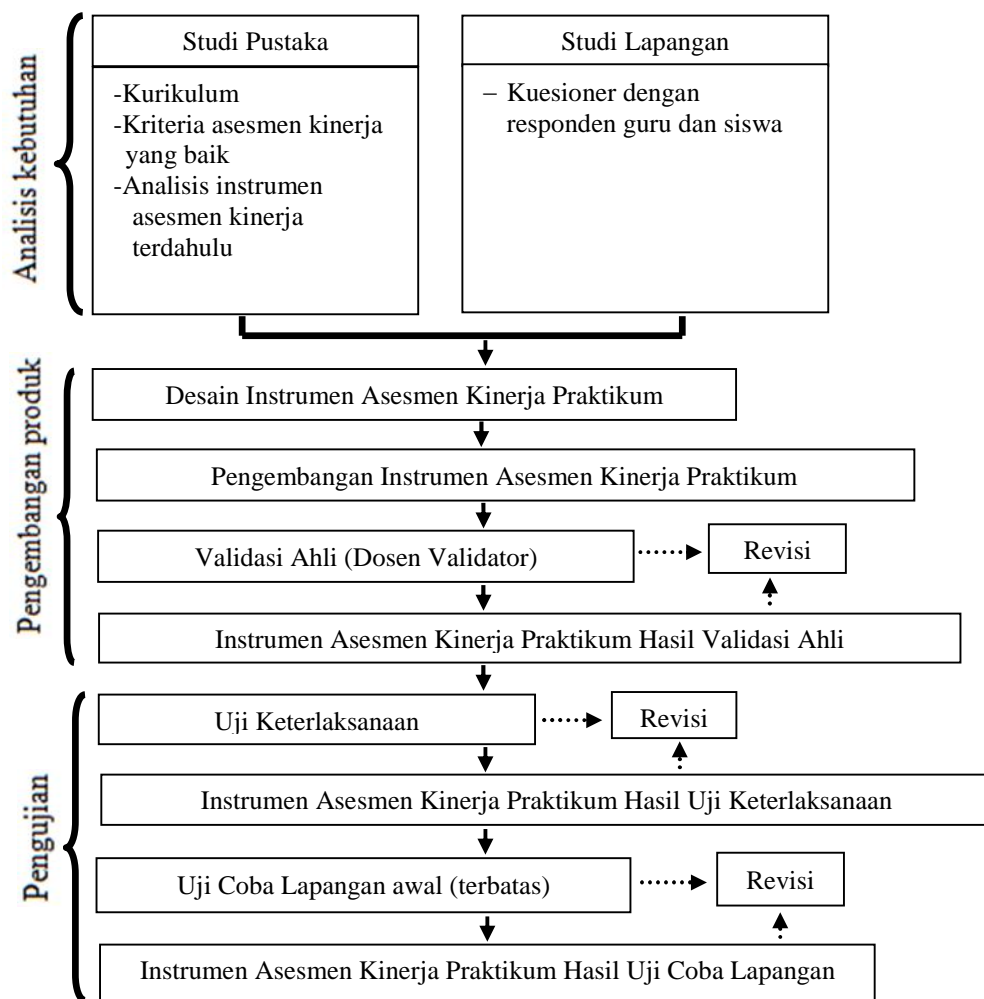 Analisis kebutuhan
Studi Pustaka
-Kurikulum
-Kriteria asesmen kinerja
yang baik
-Analisis instrumen
asesmen kinerja
terdahulu
Studi Lapangan
– Kuesioner dengan
responden guru dan siswa
Pengembangan produk
Desain Instrumen Asesmen Kinerja Praktikum
Pengembangan Instrumen Asesmen Kinerja Praktikum
Validasi Ahli (Dosen Validator)
Revisi
Instrumen Asesmen Kinerja Praktikum Hasil Validasi Ahli
Pengujian
Uji Keterlaksanaan
Revisi
Instrumen Asesmen Kinerja Praktikum Hasil Uji Keterlaksanaan
Uji Coba Lapangan awal (terbatas)
Revisi
Instrumen Asesmen Kinerja Praktikum Hasil Uji Coba Lapangan